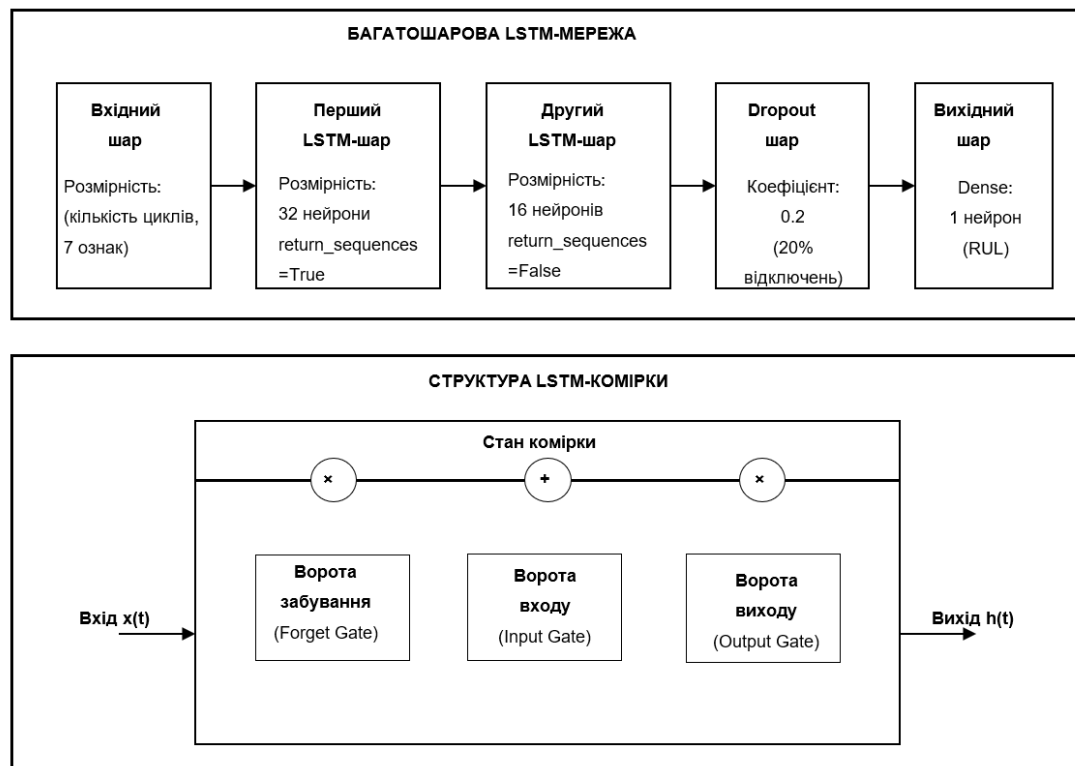 БАГАТОШАРОВА LSTM-МЕРЕЖА
Вхідний
шар
Розмірність:
(кількість циклів,
7 ознак)
Перший
LSTM-шар
Розмірність:
32 нейрони
return_sequences
=True
Другий
LSTM-шар
Розмірність:
16 нейронів
return_sequences
=False
Dropout
шар
Коефіцієнт:
0.2
(20%
відключень)
Вихідний
шар
Dense:
1 нейрон
(RUL)
СТРУКТУРА LSTM-КОМІРКИ
Стан комірки
×
+
×
Вхід x(t)
Ворота
забування
(Forget Gate)
Ворота
входу
(Input Gate)
Ворота
виходу
(Output Gate)
Вихід h(t)